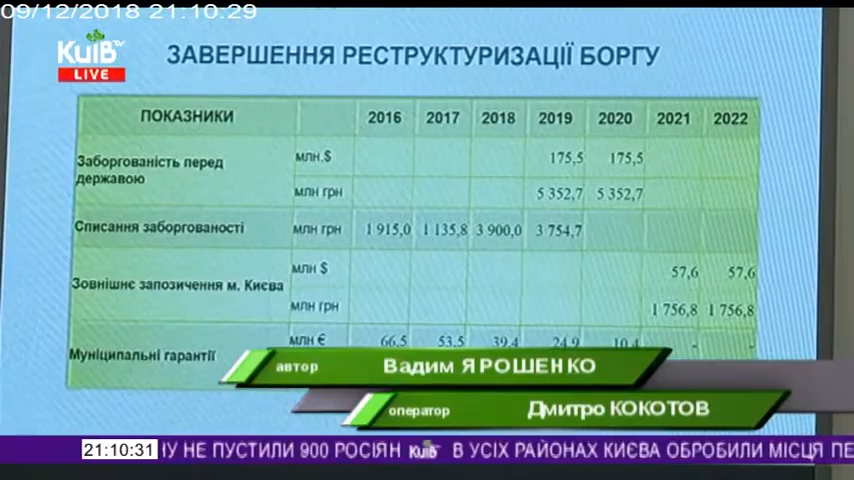 09/12/2018 21:10:29
КиЇВ TV
LIVE
ЗАВЕРШЕННЯ РЕСТРУКТУРИЗАЦІЇ БОРГУ
ПОКАЗНИКИ 2016 2017 2018 2019 2020 2021 2022
Заборгованість перед державою
млн.$ 175,5 175,5
млн грн 5 352,7 5 352,7
Списання заборгованості млн грн 1 915,0 1 135,8 3 900,0 3 754,7
Зовнішнє запозичення м. Києва
млн $ 57,6 57,6
млн грн 1 756,8 1 756,8
Муніципальні гарантії
млн € 66,5 53,5 39,4 24,9 10,4 - -
автор Вадим ЯРОШЕНКО
оператор Дмитро КОКОТОВ
21:10:31 НЕ ПУСТИЛИ 900 РОСІЯН КиЇВ В УСІХ РАЙОНАХ КИЄВА ОБРОБИЛИ МІСЦЯ ПЕ